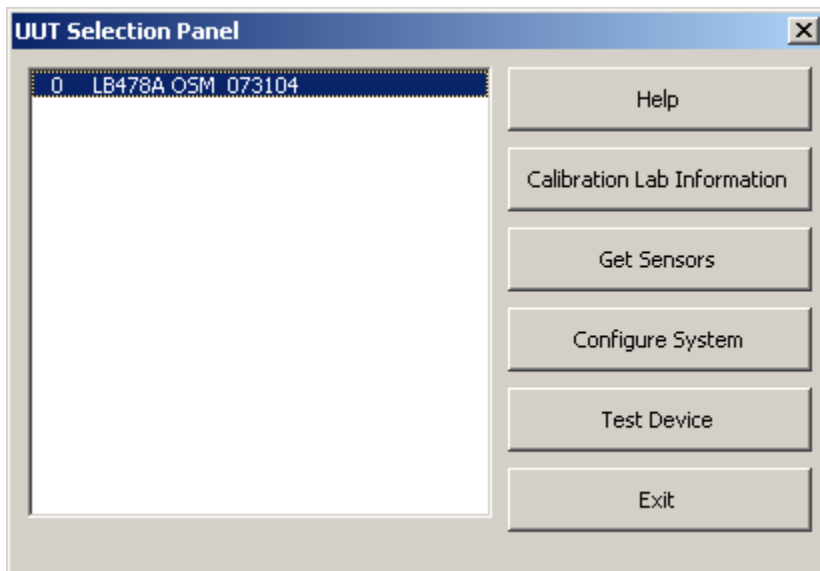 UUT Selection Panel
0 LB478A OSM 073104
Help
Calibration Lab Information
Get Sensors
Configure System
Test Device
Exit